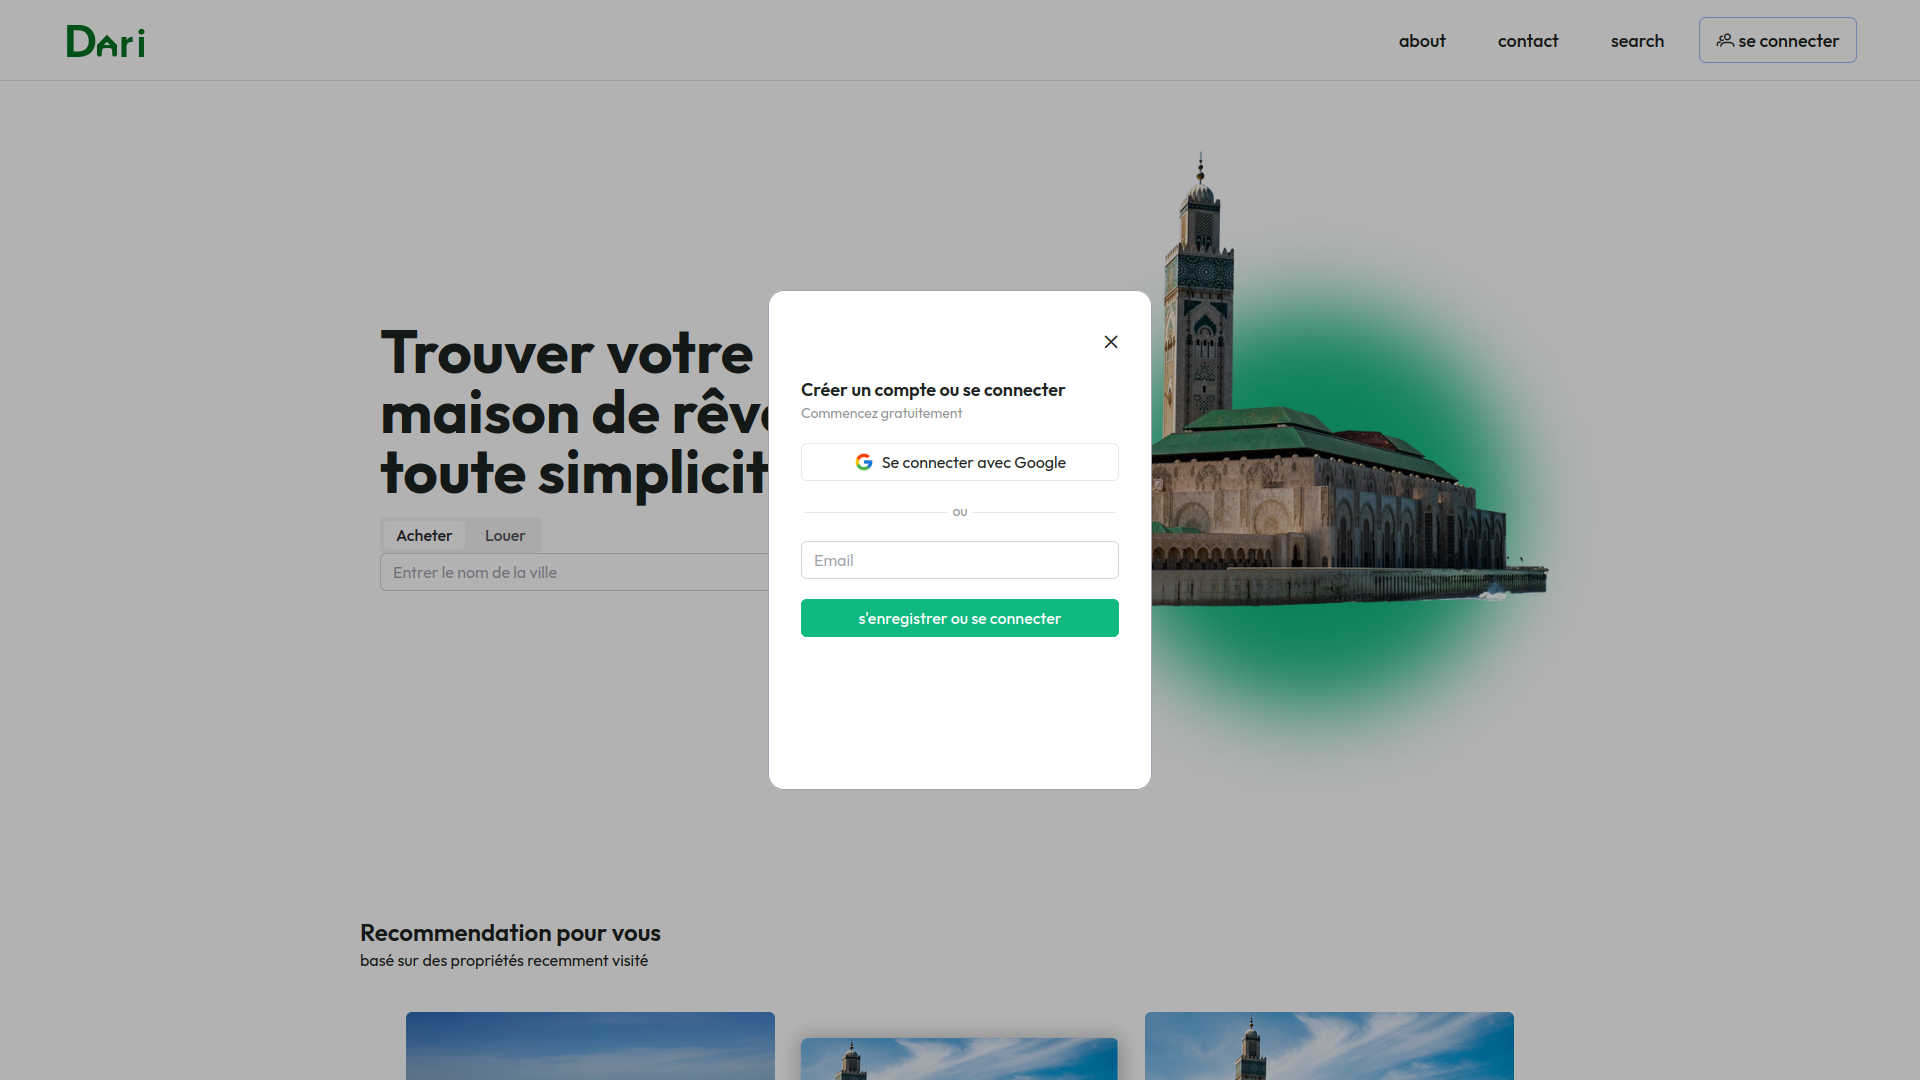 Dari
about
contact
search
se connecter
Trouver votre
maison de rêv
toute simplicit
Acheter
Louer
Entrer le nom de la ville
Créer un compte ou se connecter
Commencez gratuitement
Se connecter avec Google
ou
Email
s'enregistrer ou se connecter
Recommendation pour vous
basé sur des propriétés recemment visité